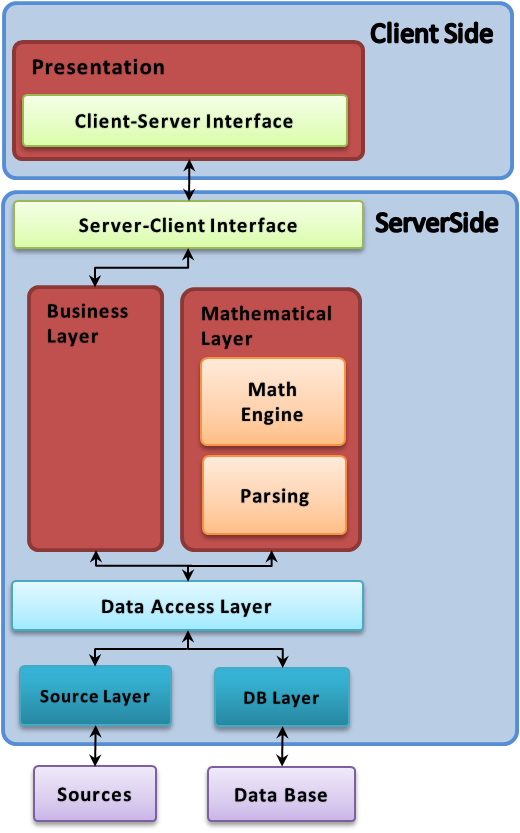 Client Side
Presentation
Client-Server Interface
Server-Client Interface
ServerSide
Business
Layer
Mathematical
Layer
Math
Engine
Parsing
Data Access Layer
Source Layer
DB Layer
Sources
Data Base